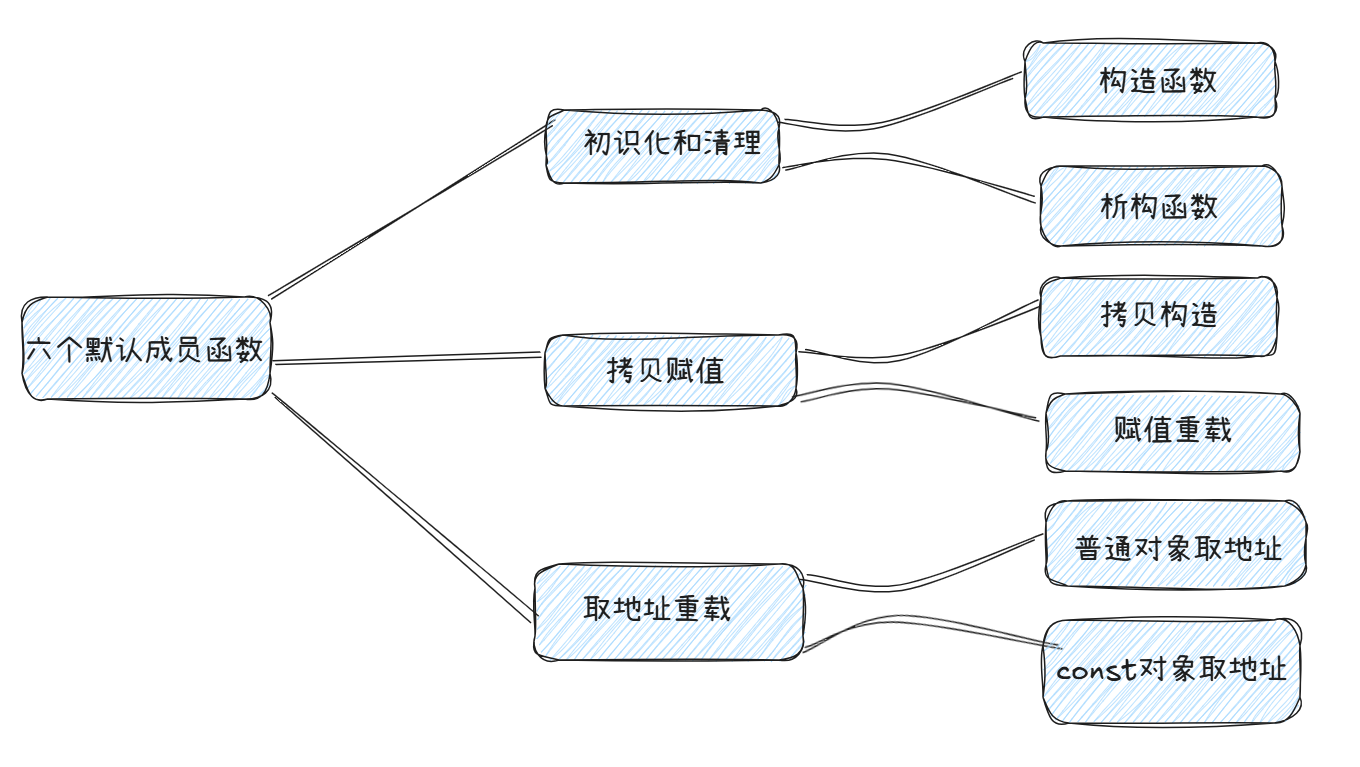 六个默认成员函数
初识化和清理
构造函数
析构函数
拷贝赋值
拷贝构造
赋值重载
取地址重载
普通对象取地址
const对象取地址